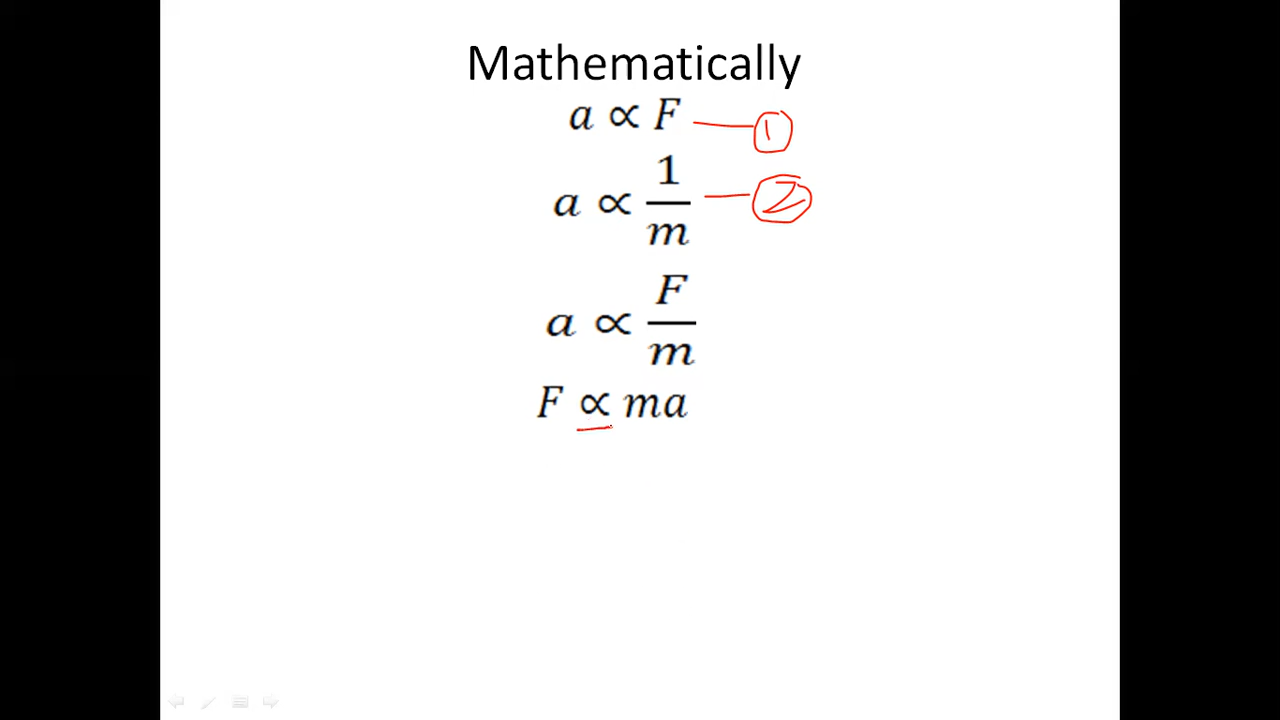 Mathematically
a ∝ F — ①
a ∝ 1/m — ②
a ∝ F/m
F ∝ ma